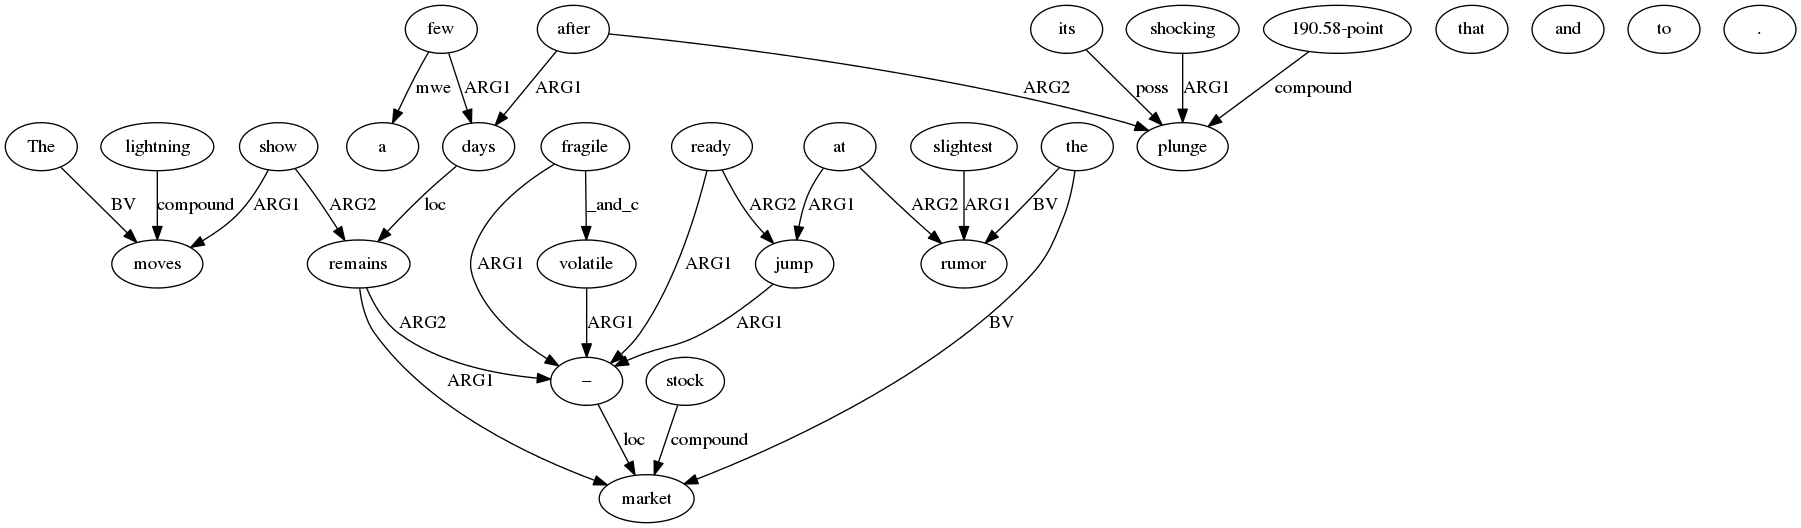 few after its shocking 190.58-point that and to .
mwe ARG1 ARG1 ARG2 poss ARG1 compound
The lightning show a days fragile ready at slightest the plunge
BV compound ARG1 ARG2 loc _and_c ARG2 ARG1 ARG2 ARG1 BV
moves remains volatile jump rumor
ARG1 ARG1
ARG2 ARG1 ARG1 BV
– stock
ARG1
loc compound
market